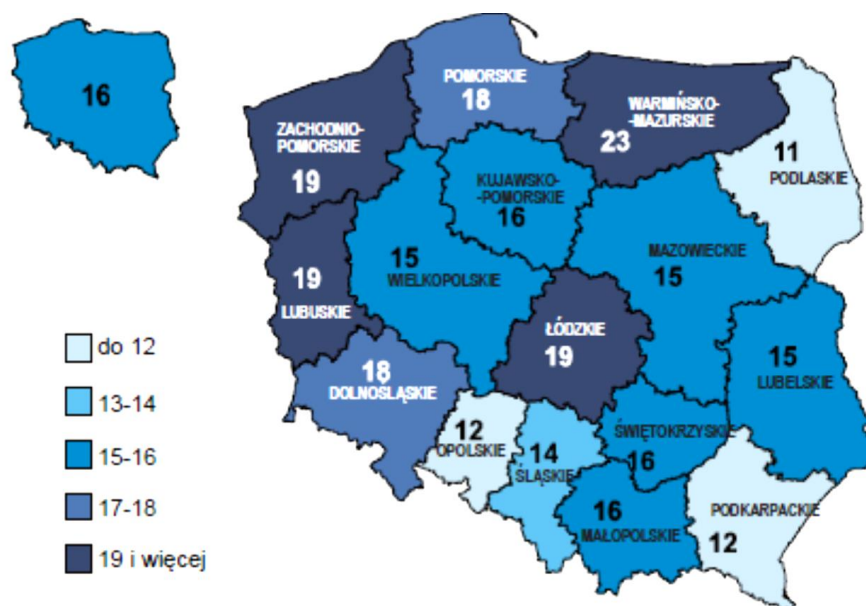 16
POMORSKIE
18
WARMIŃSKO-
-MAZURSKIE
23
ZACHODNIO-
POMORSKIE
19
11
PODLASKIE
KUJAWSKO-
-POMORSKIE
16
15
WIELKOPOLSKIE
MAZOWIECKIE
15
19
LUBUSKIE
ŁÓDZKIE
19
15
LUBELSKIE
18
DOLNOŚLĄSKIE
12
OPOLSKIE
14
ŚLĄSKIE
ŚWIĘTOKRZYSKIE
16
16
MAŁOPOLSKIE
PODKARPACKIE
12
do 12
13-14
15-16
17-18
19 i więcej